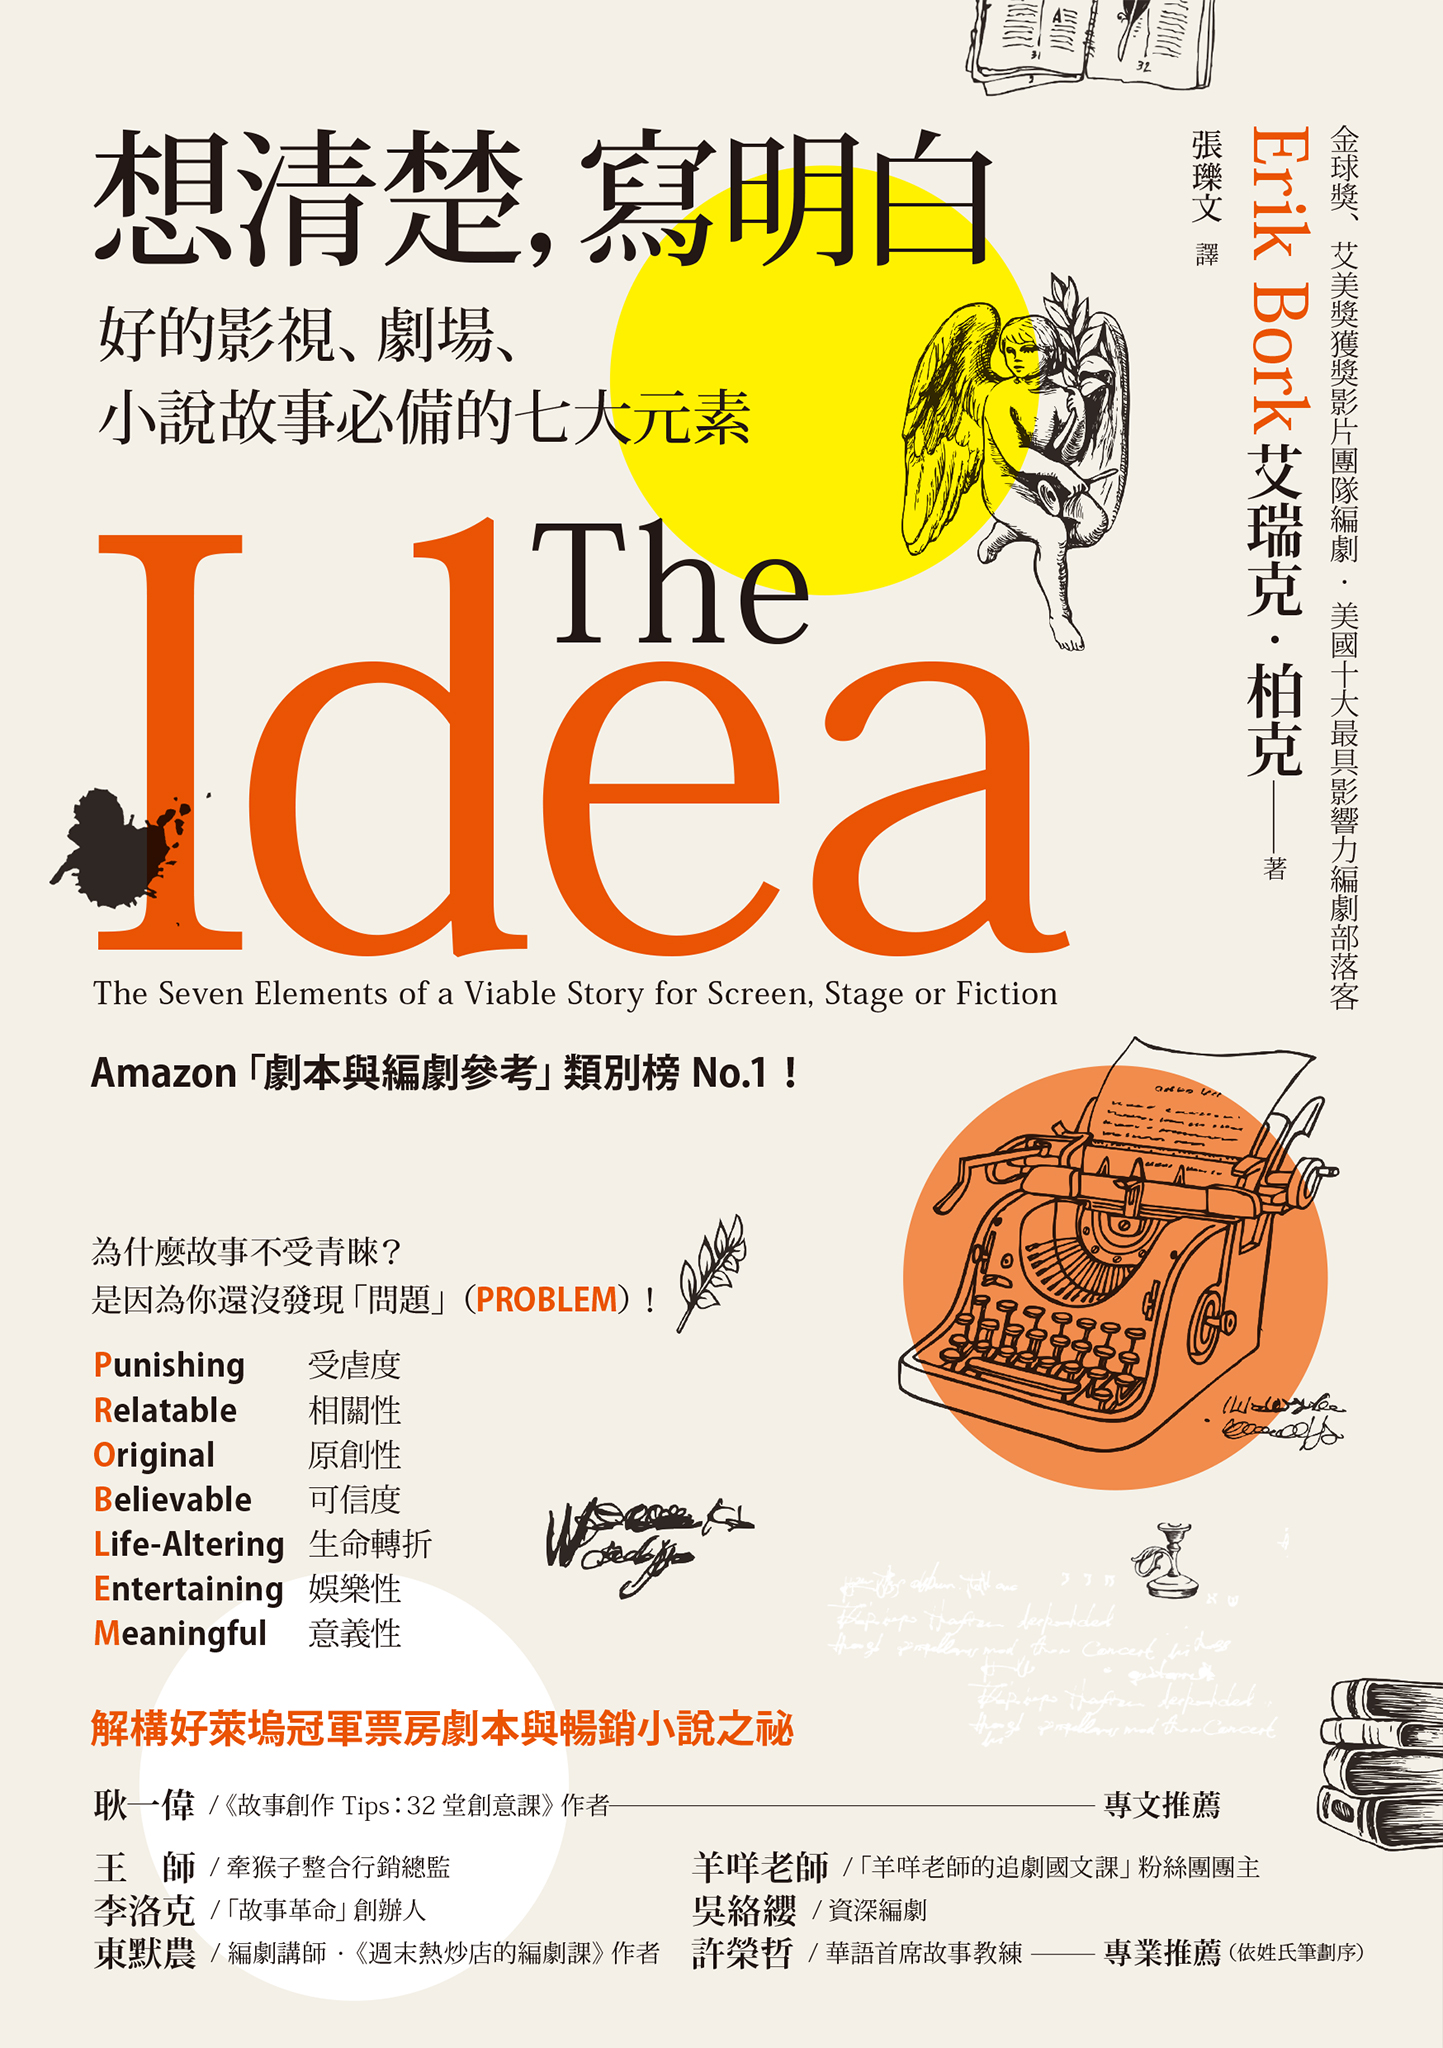 想清楚，寫明白
好的影視、劇場、
小說故事必備的七大元素
The
Idea
The Seven Elements of a Viable Story for Screen, Stage or Fiction
金球獎、艾美獎獲獎影片團隊編劇．美國十大最具影響力編劇部落客
Erik Bork 艾瑞克．柏克——著
張瓅文 譯
Amazon「劇本與編劇參考」類別榜 No.1！
為什麼故事不受青睞？
是因為你還沒發現「問題」（PROBLEM）！
Punishing 受虐度
Relatable 相關性
Original 原創性
Believable 可信度
Life-Altering 生命轉折
Entertaining 娛樂性
Meaningful 意義性
解構好萊塢冠軍票房劇本與暢銷小說之祕
耿一偉 /《故事創作 Tips：32 堂創意課》作者——專文推薦
王　師 / 牽猴子整合行銷總監
李洛克 /「故事革命」創辦人
東默農 / 編劇講師．《週末熱炒店的編劇課》作者
羊咩老師 /「羊咩老師的追劇國文課」粉絲團團主
吳絡纓 / 資深編劇
許榮哲 / 華語首席故事教練——專業推薦（依姓氏筆劃序）
31
32